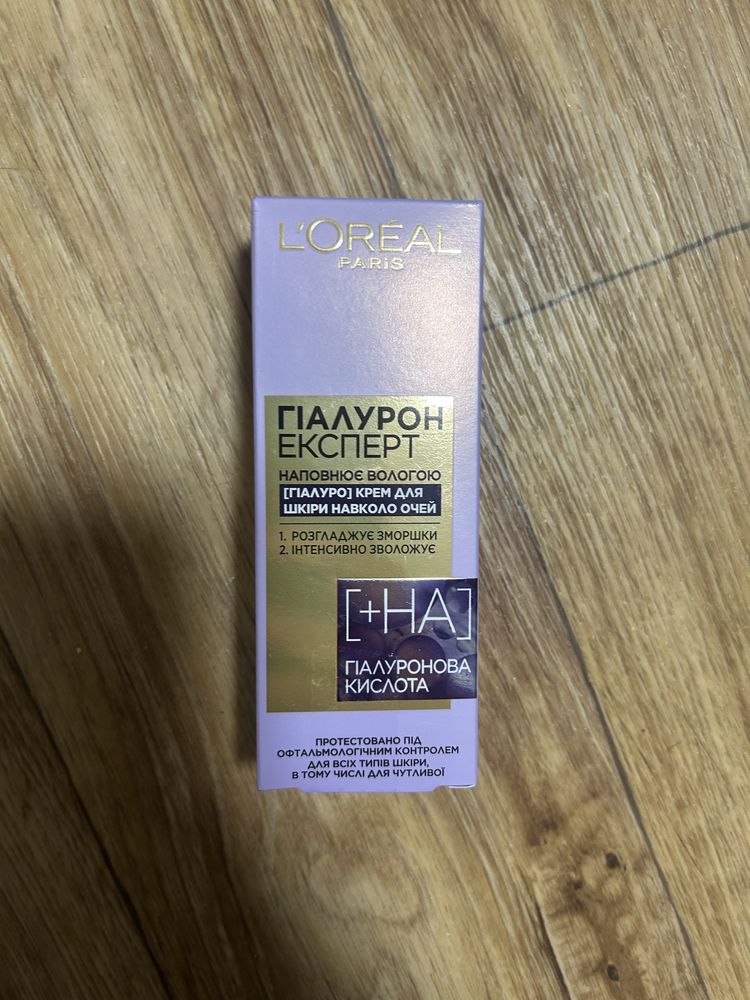 L'ORÉAL
PARIS
ГІАЛУРОН
ЕКСПЕРТ
НАПОВНЮЄ ВОЛОГОЮ
[ГІАЛУРО] КРЕМ ДЛЯ
ШКІРИ НАВКОЛО ОЧЕЙ
1. РОЗГЛАДЖУЄ ЗМОРШКИ
2. ІНТЕНСИВНО ЗВОЛОЖУЄ
[+HA]
ГІАЛУРОНОВА
КИСЛОТА
ПРОТЕСТОВАНО ПІД
ОФТАЛЬМОЛОГІЧНИМ КОНТРОЛЕМ
ДЛЯ ВСІХ ТИПІВ ШКІРИ,
В ТОМУ ЧИСЛІ ДЛЯ ЧУТЛИВОЇ